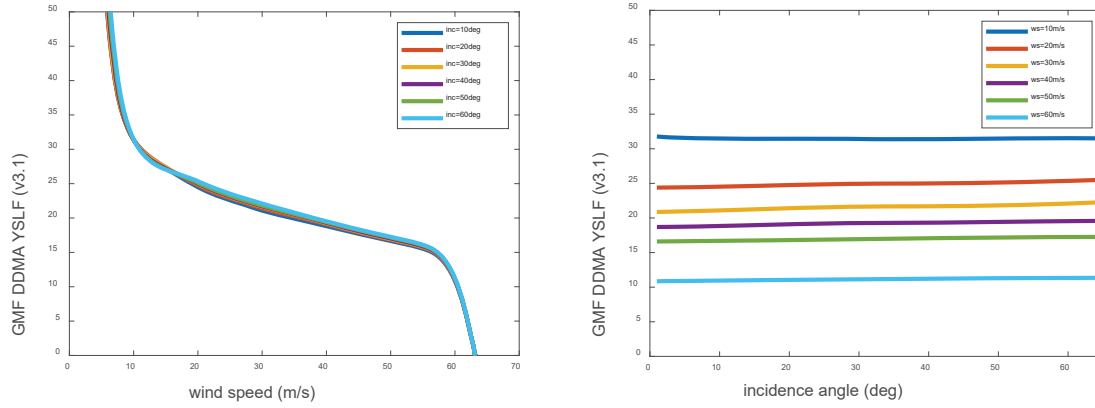 GMF DDMA YSLF (v3.1)
50
45
40
35
30
25
20
15
10
5
0
0
10
20
30
40
50
60
70
wind speed (m/s)
inc=10deg
inc=20deg
inc=30deg
inc=40deg
inc=50deg
inc=60deg
GMF DDMA YSLF (v3.1)
50
45
40
35
30
25
20
15
10
5
0
0
10
20
30
40
50
60
incidence angle (deg)
ws=10m/s
ws=20m/s
ws=30m/s
ws=40m/s
ws=50m/s
ws=60m/s